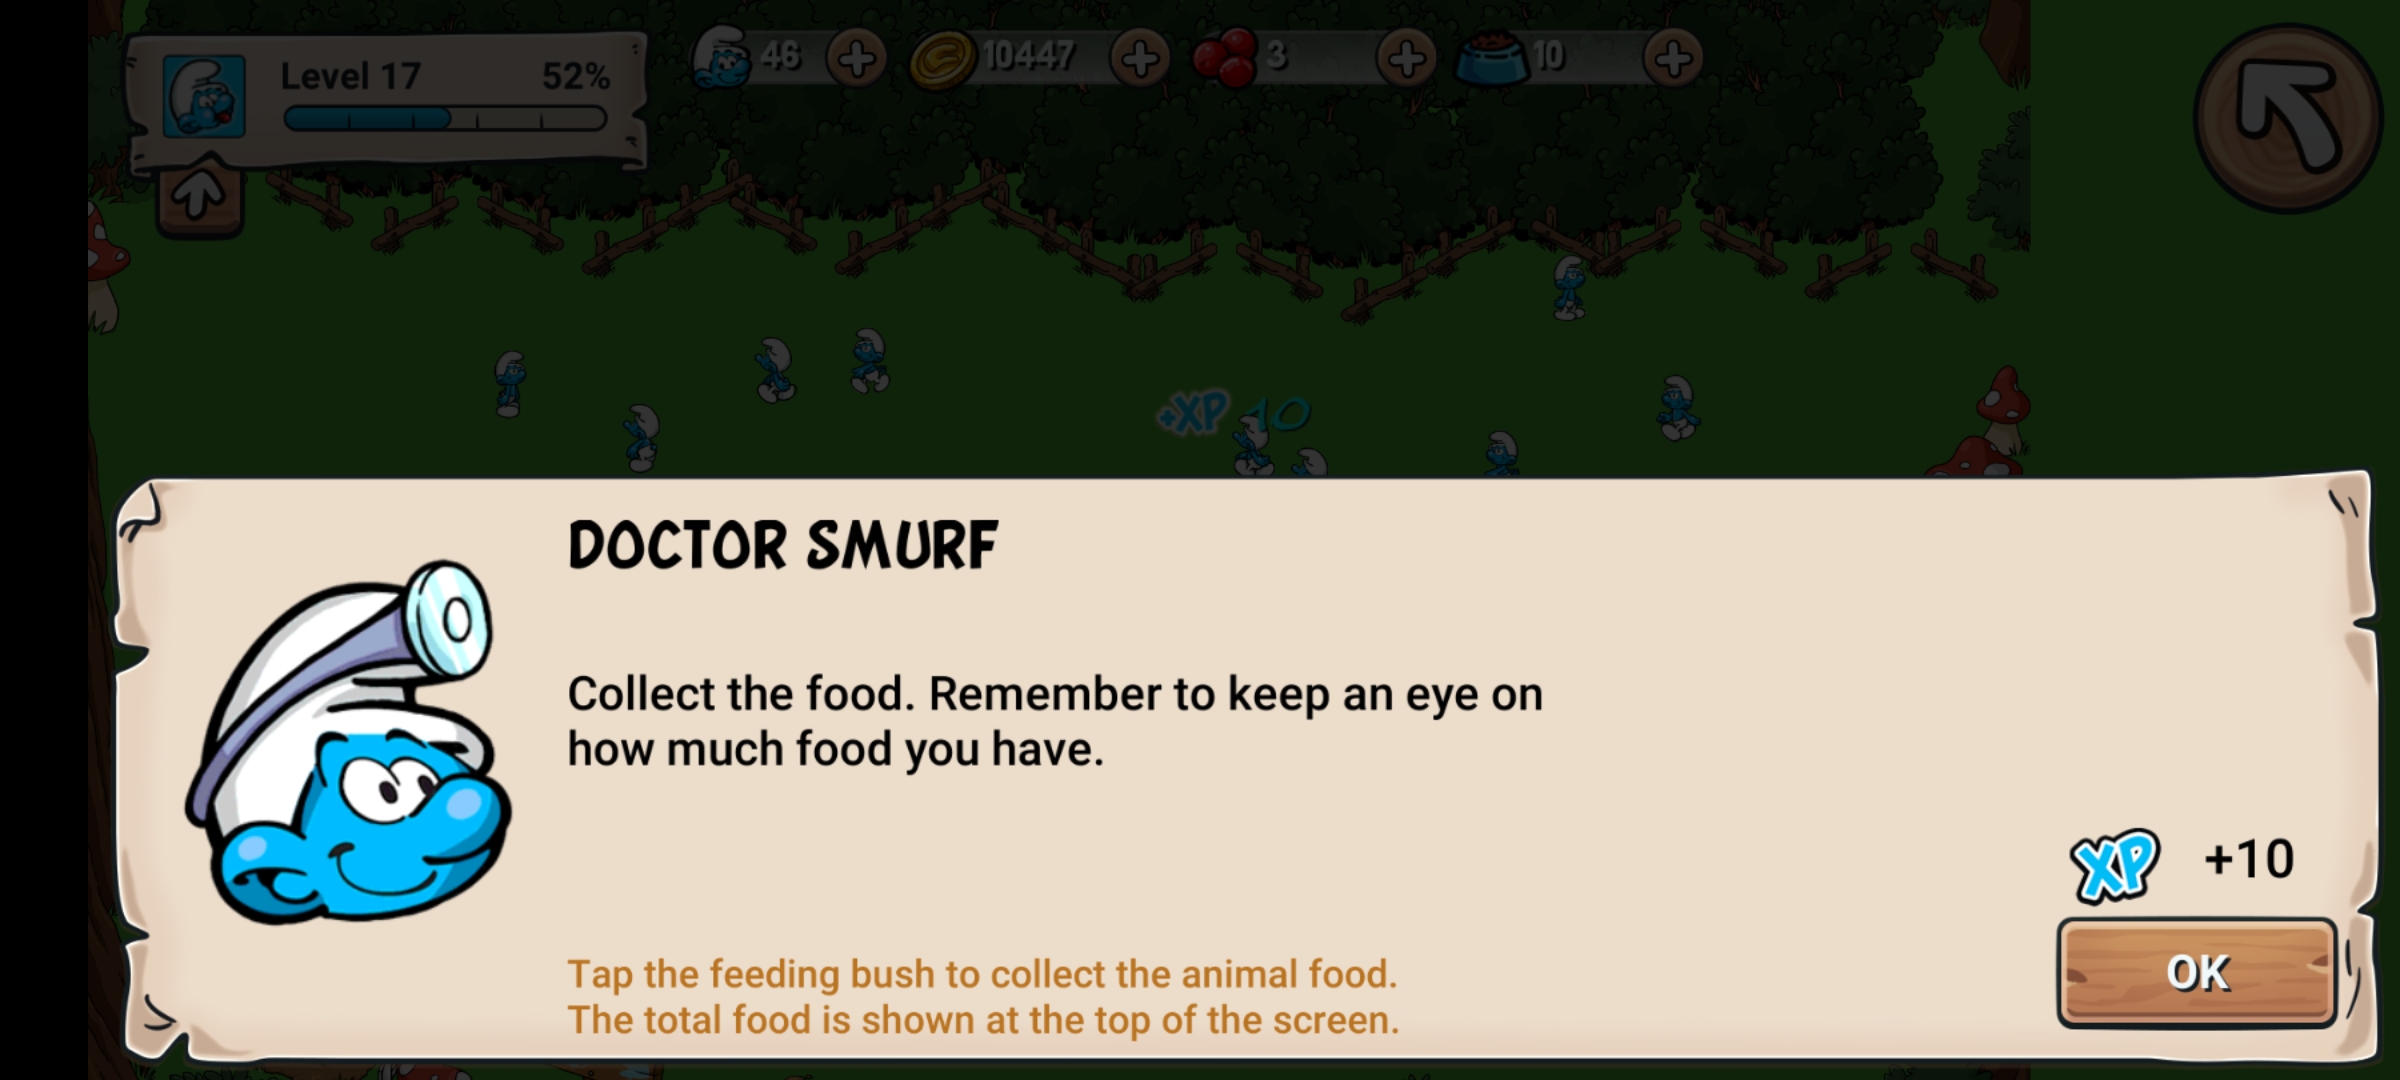 Level 17 52%
46 10447 3 10
+XP 10
DOCTOR SMURF
Collect the food. Remember to keep an eye on
how much food you have.
XP +10
Tap the feeding bush to collect the animal food.
The total food is shown at the top of the screen.
OK